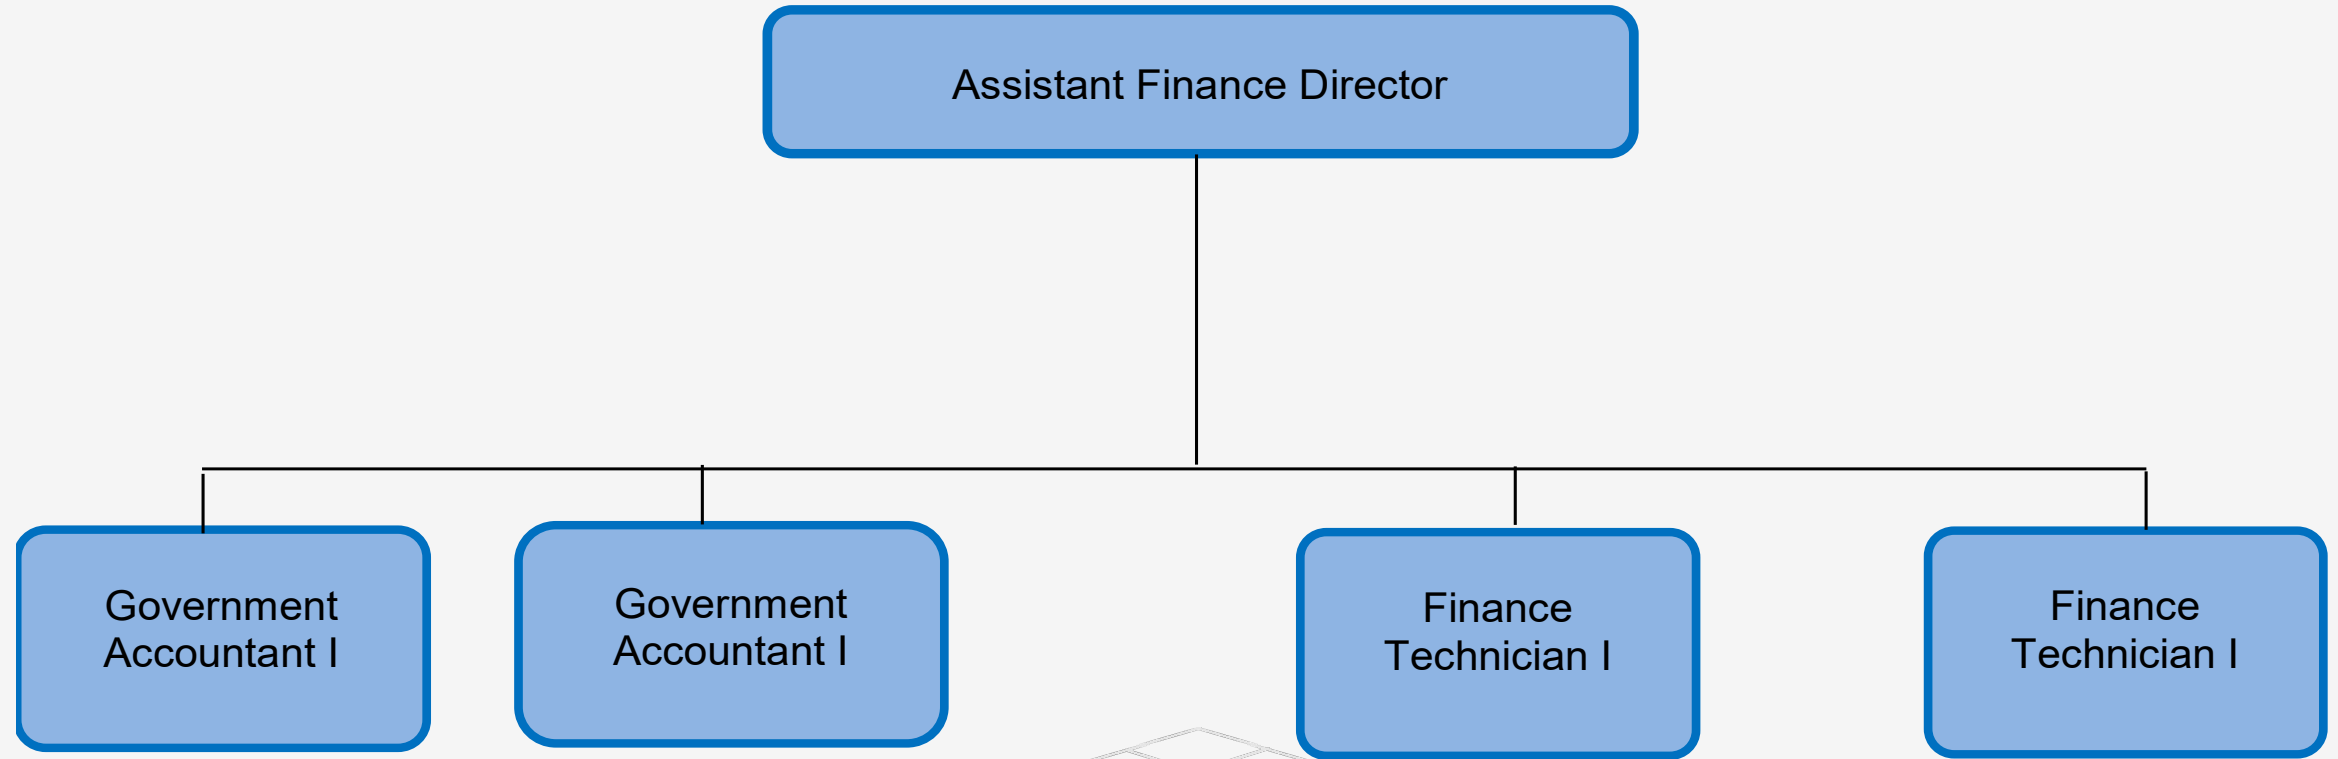 Assistant Finance Director
Government
Accountant I
Government
Accountant I
Finance
Technician I
Finance
Technician I